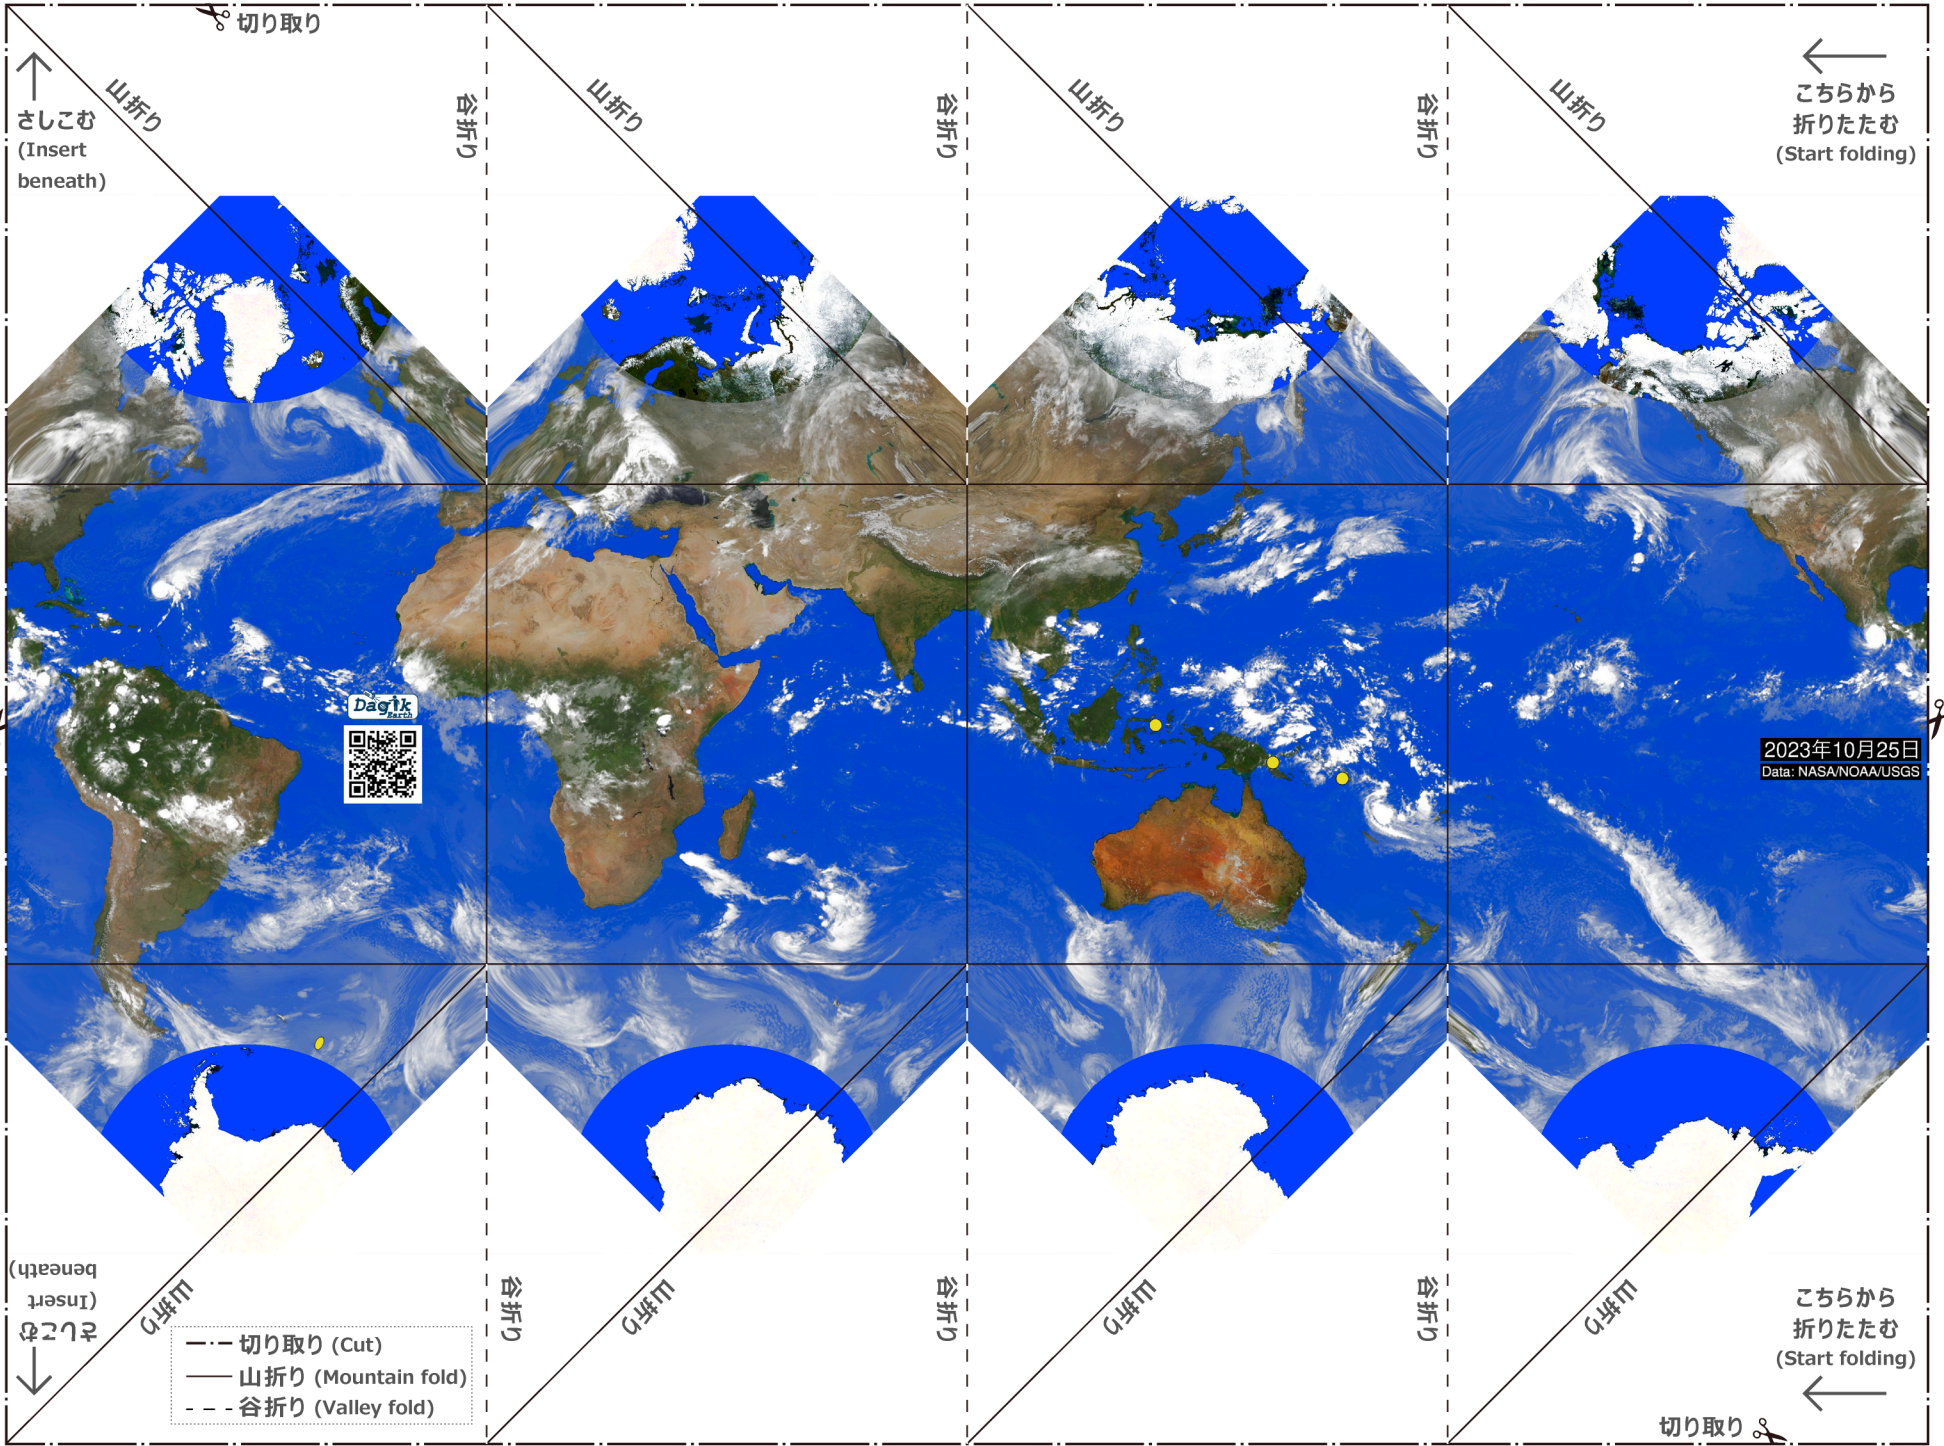 切り取り
さしこむ
(Insert
beneath)
山折り
谷折り
山折り
谷折り
山折り
谷折り
山折り
こちらから
折りたたむ
(Start folding)
Dagik
Earth
2023年10月25日
Data: NASA/NOAA/USGS
さしこむ
(Insert
beneath)
山折り
谷折り
山折り
谷折り
山折り
谷折り
山折り
こちらから
折りたたむ
(Start folding)
切り取り (Cut)
山折り (Mountain fold)
谷折り (Valley fold)
切り取り